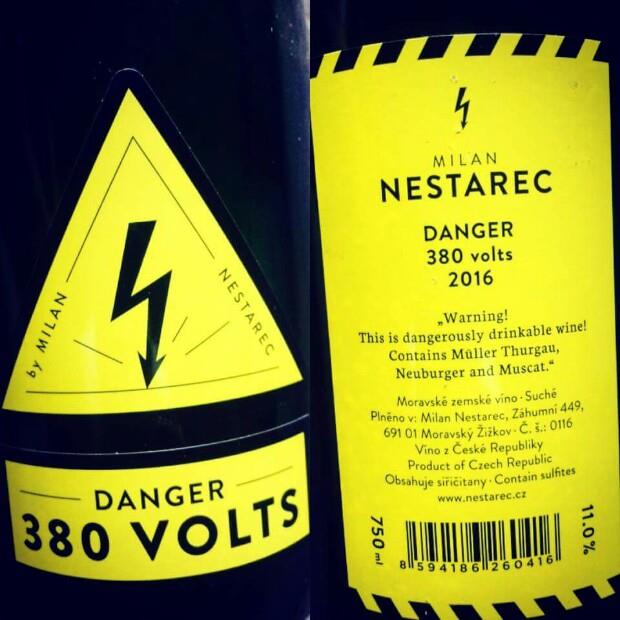 by MILAN
NESTAREC
DANGER
380 VOLTS
MILAN
NESTAREC
DANGER
380 volts
2016
„Warning!
This is dangerously drinkable wine!
Contains Müller Thurgau,
Neuburger and Muscat.“
Moravské zemské víno · Suché
Plněno v: Milan Nestarec, Záhumní 449,
691 01 Moravský Žižkov · Č. š.: 0116
Víno z České Republiky
Product of Czech Republic
Obsahuje siřičitany · Contain sulfites
www.nestarec.cz
750 ml
8 594186 260416
11.0 %